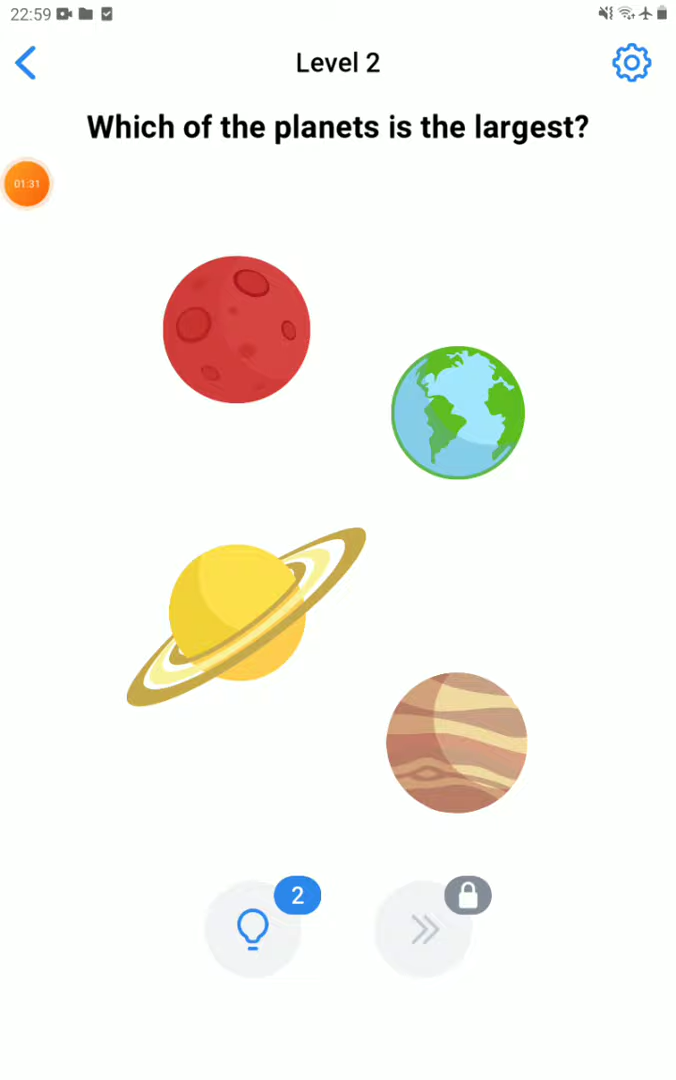 22:59
Level 2
Which of the planets is the largest?
01:31
2